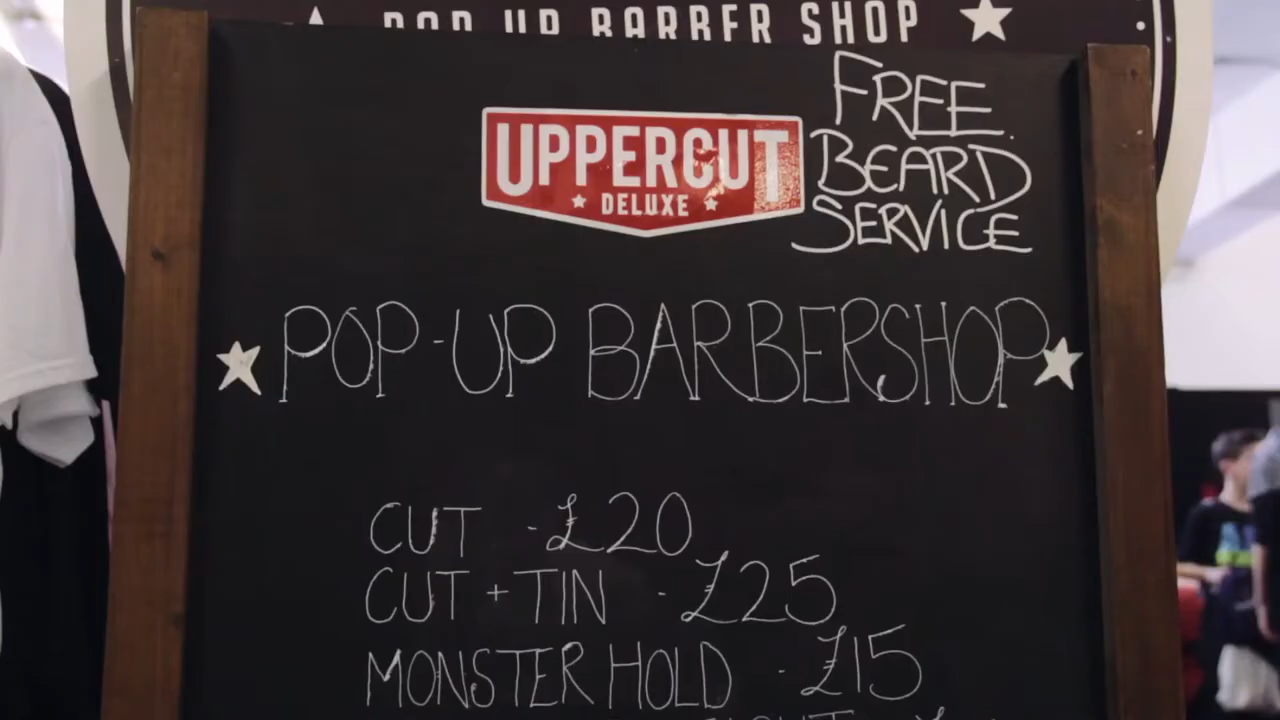 POP UP BARBER SHOP
UPPERCUT
DELUXE
FREE
BEARD
SERVICE
POP-UP BARBERSHOP
CUT - £20
CUT + TIN - £25
MONSTER HOLD - £15